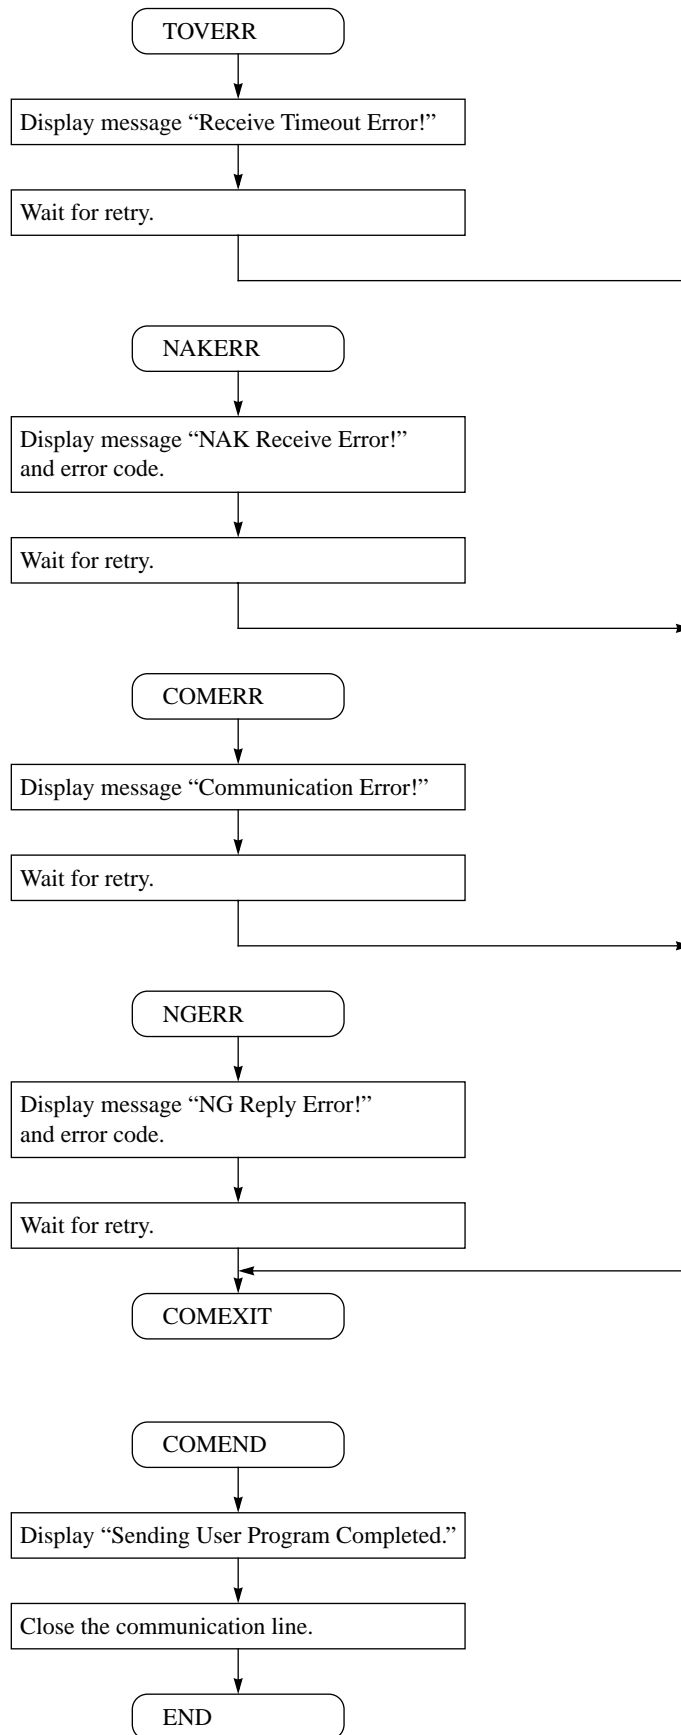 TOVERR
Display message “Receive Timeout Error!”
Wait for retry.
NAKERR
Display message “NAK Receive Error!”
and error code.
Wait for retry.
COMERR
Display message “Communication Error!”
Wait for retry.
NGERR
Display message “NG Reply Error!”
and error code.
Wait for retry.
COMEXIT
COMEND
Display “Sending User Program Completed.”
Close the communication line.
END